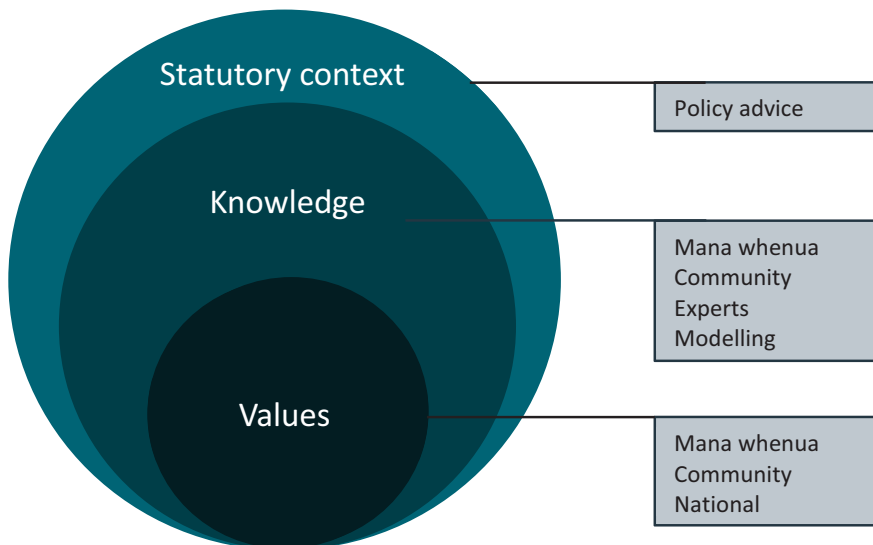 Statutory context
Policy advice
Knowledge
Mana whenua
Community
Experts
Modelling
Values
Mana whenua
Community
National